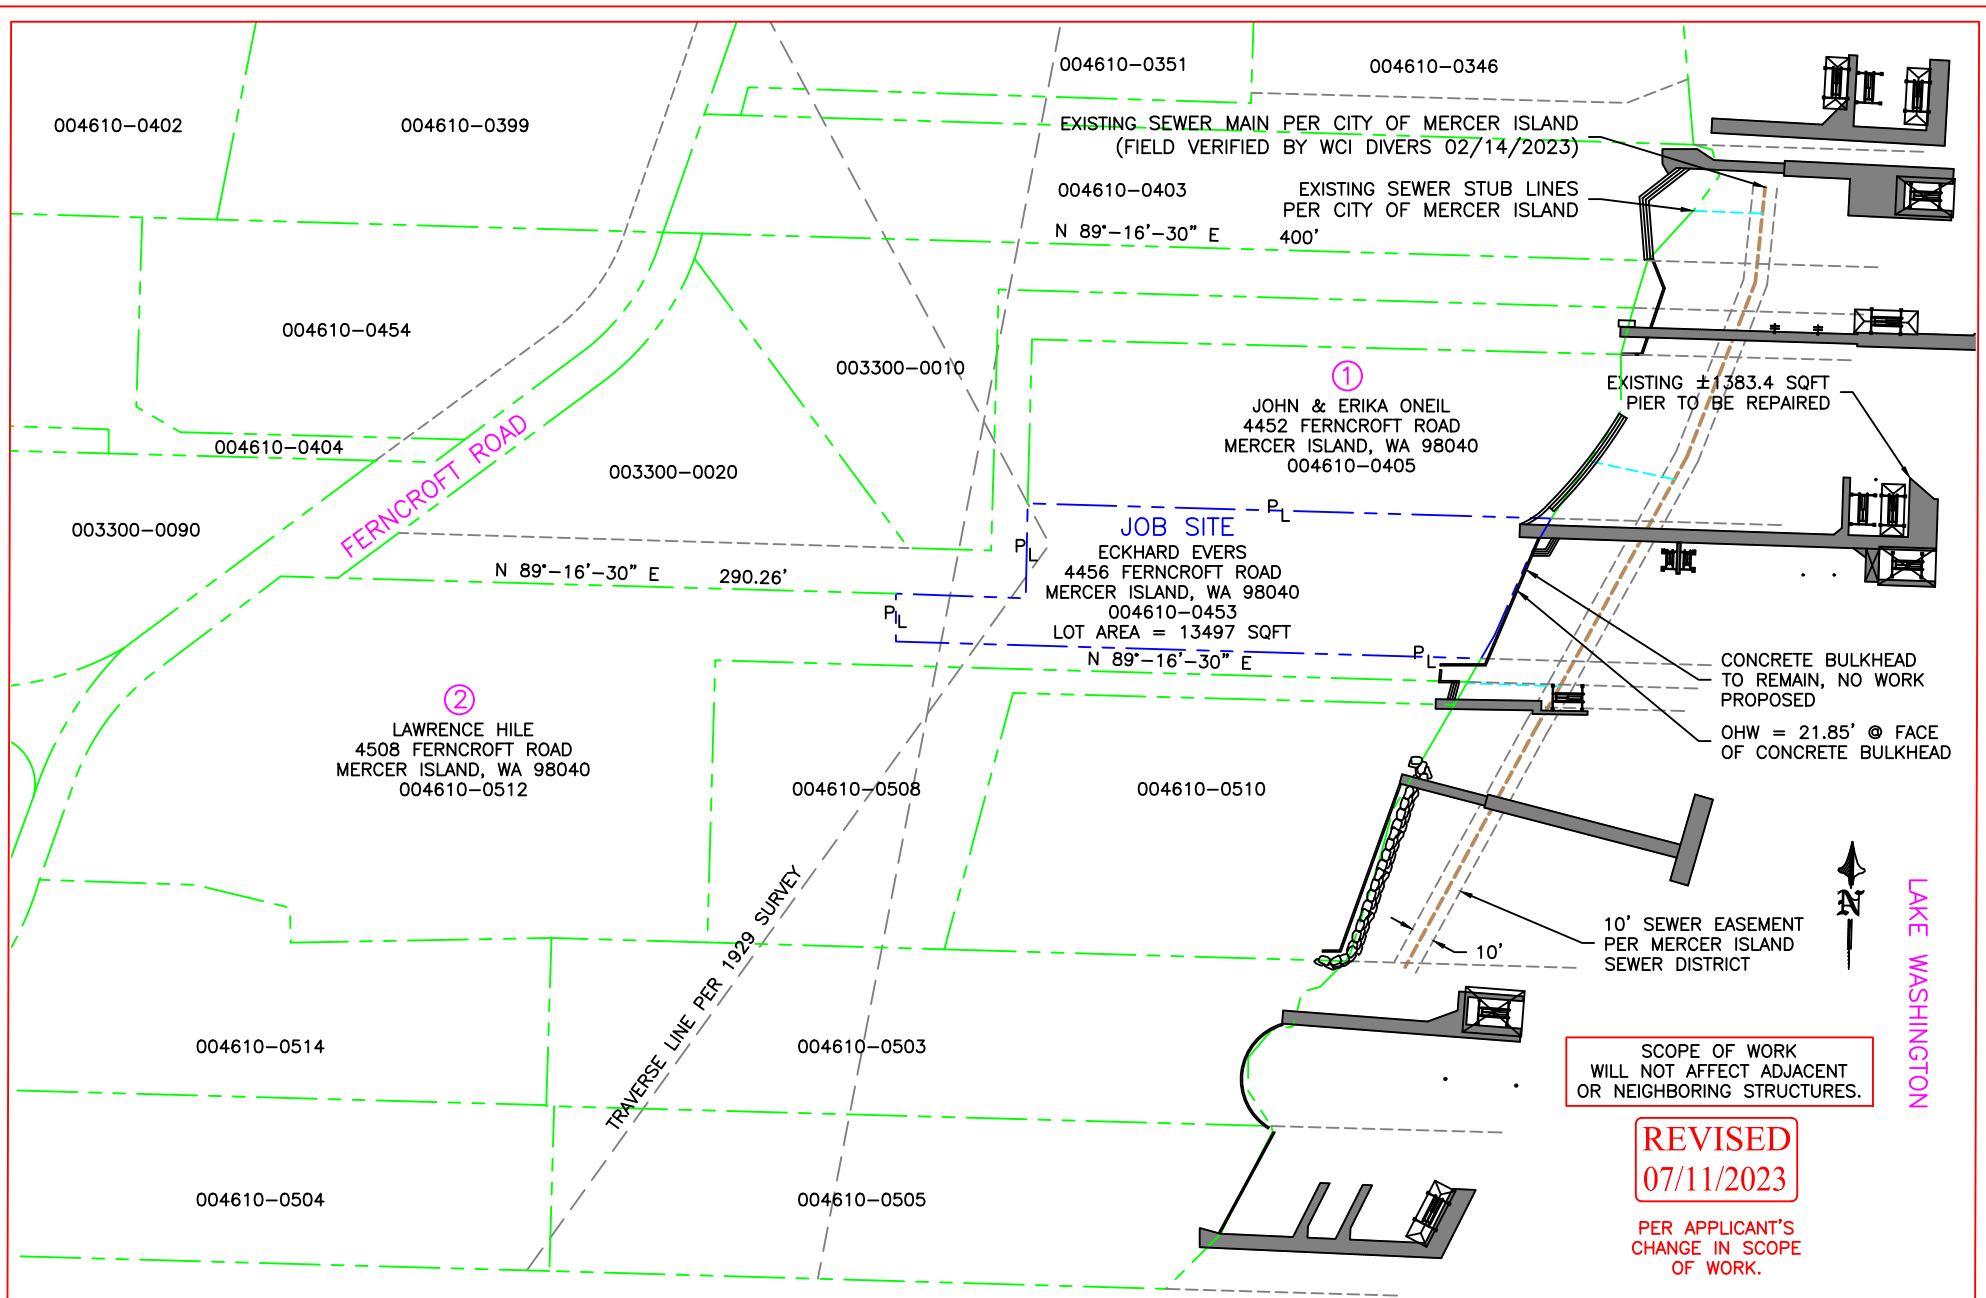 004610-0351
004610-0346
004610-0402
004610-0399
EXISTING SEWER MAIN PER CITY OF MERCER ISLAND
(FIELD VERIFIED BY WCI DIVERS 02/14/2023)
004610-0403
EXISTING SEWER STUB LINES
PER CITY OF MERCER ISLAND
N 89°-16'-30" E 400'
004610-0454
003300-0010
1
JOHN & ERIKA ONEIL
4452 FERNCROFT ROAD
MERCER ISLAND, WA 98040
004610-0405
EXISTING ±1383.4 SQFT
PIER TO BE REPAIRED
004610-0404
FERNCROFT ROAD
003300-0020
003300-0090
PL
JOB SITE
PL
ECKHARD EVERS
4456 FERNCROFT ROAD
MERCER ISLAND, WA 98040
004610-0453
LOT AREA = 13497 SQFT
N 89°-16'-30" E 290.26'
PL
N 89°-16'-30" E
PL
CONCRETE BULKHEAD
TO REMAIN, NO WORK
PROPOSED
OHW = 21.85' @ FACE
OF CONCRETE BULKHEAD
2
LAWRENCE HILE
4508 FERNCROFT ROAD
MERCER ISLAND, WA 98040
004610-0512
004610-0508
004610-0510
TRAVERSE LINE PER 1929 SURVEY
10' SEWER EASEMENT
PER MERCER ISLAND
SEWER DISTRICT
10'
N
LAKE WASHINGTON
004610-0514
004610-0503
SCOPE OF WORK
WILL NOT AFFECT ADJACENT
OR NEIGHBORING STRUCTURES.
REVISED
07/11/2023
004610-0504
004610-0505
PER APPLICANT'S
CHANGE IN SCOPE
OF WORK.